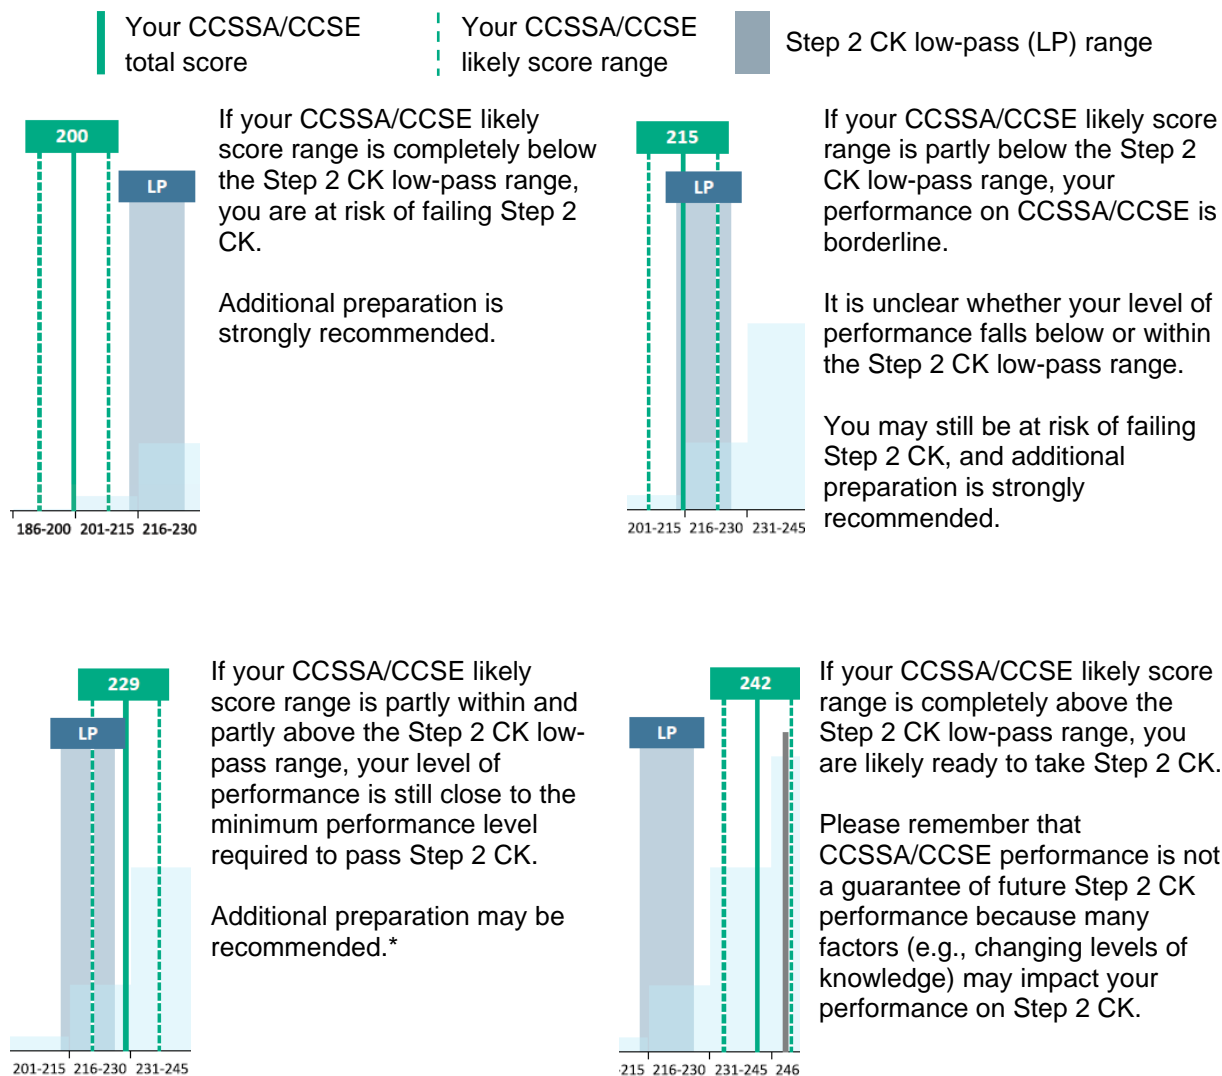 Your CCSSA/CCSE
total score
Your CCSSA/CCSE
likely score range
Step 2 CK low-pass (LP) range
200
LP
186-200 201-215 216-230
If your CCSSA/CCSE likely
score range is completely below
the Step 2 CK low-pass range,
you are at risk of failing Step 2
CK.
Additional preparation is
strongly recommended.
215
LP
201-215 216-230 231-245
If your CCSSA/CCSE likely score
range is partly below the Step 2
CK low-pass range, your
performance on CCSSA/CCSE is
borderline.
It is unclear whether your level of
performance falls below or within
the Step 2 CK low-pass range.
You may still be at risk of failing
Step 2 CK, and additional
preparation is strongly
recommended.
229
LP
201-215 216-230 231-245
If your CCSSA/CCSE likely
score range is partly within and
partly above the Step 2 CK low-
pass range, your level of
performance is still close to the
minimum performance level
required to pass Step 2 CK.
Additional preparation may be
recommended.*
242
LP
215 216-230 231-245 246
If your CCSSA/CCSE likely score
range is completely above the
Step 2 CK low-pass range, you
are likely ready to take Step 2 CK.
Please remember that
CCSSA/CCSE performance is not
a guarantee of future Step 2 CK
performance because many
factors (e.g., changing levels of
knowledge) may impact your
performance on Step 2 CK.